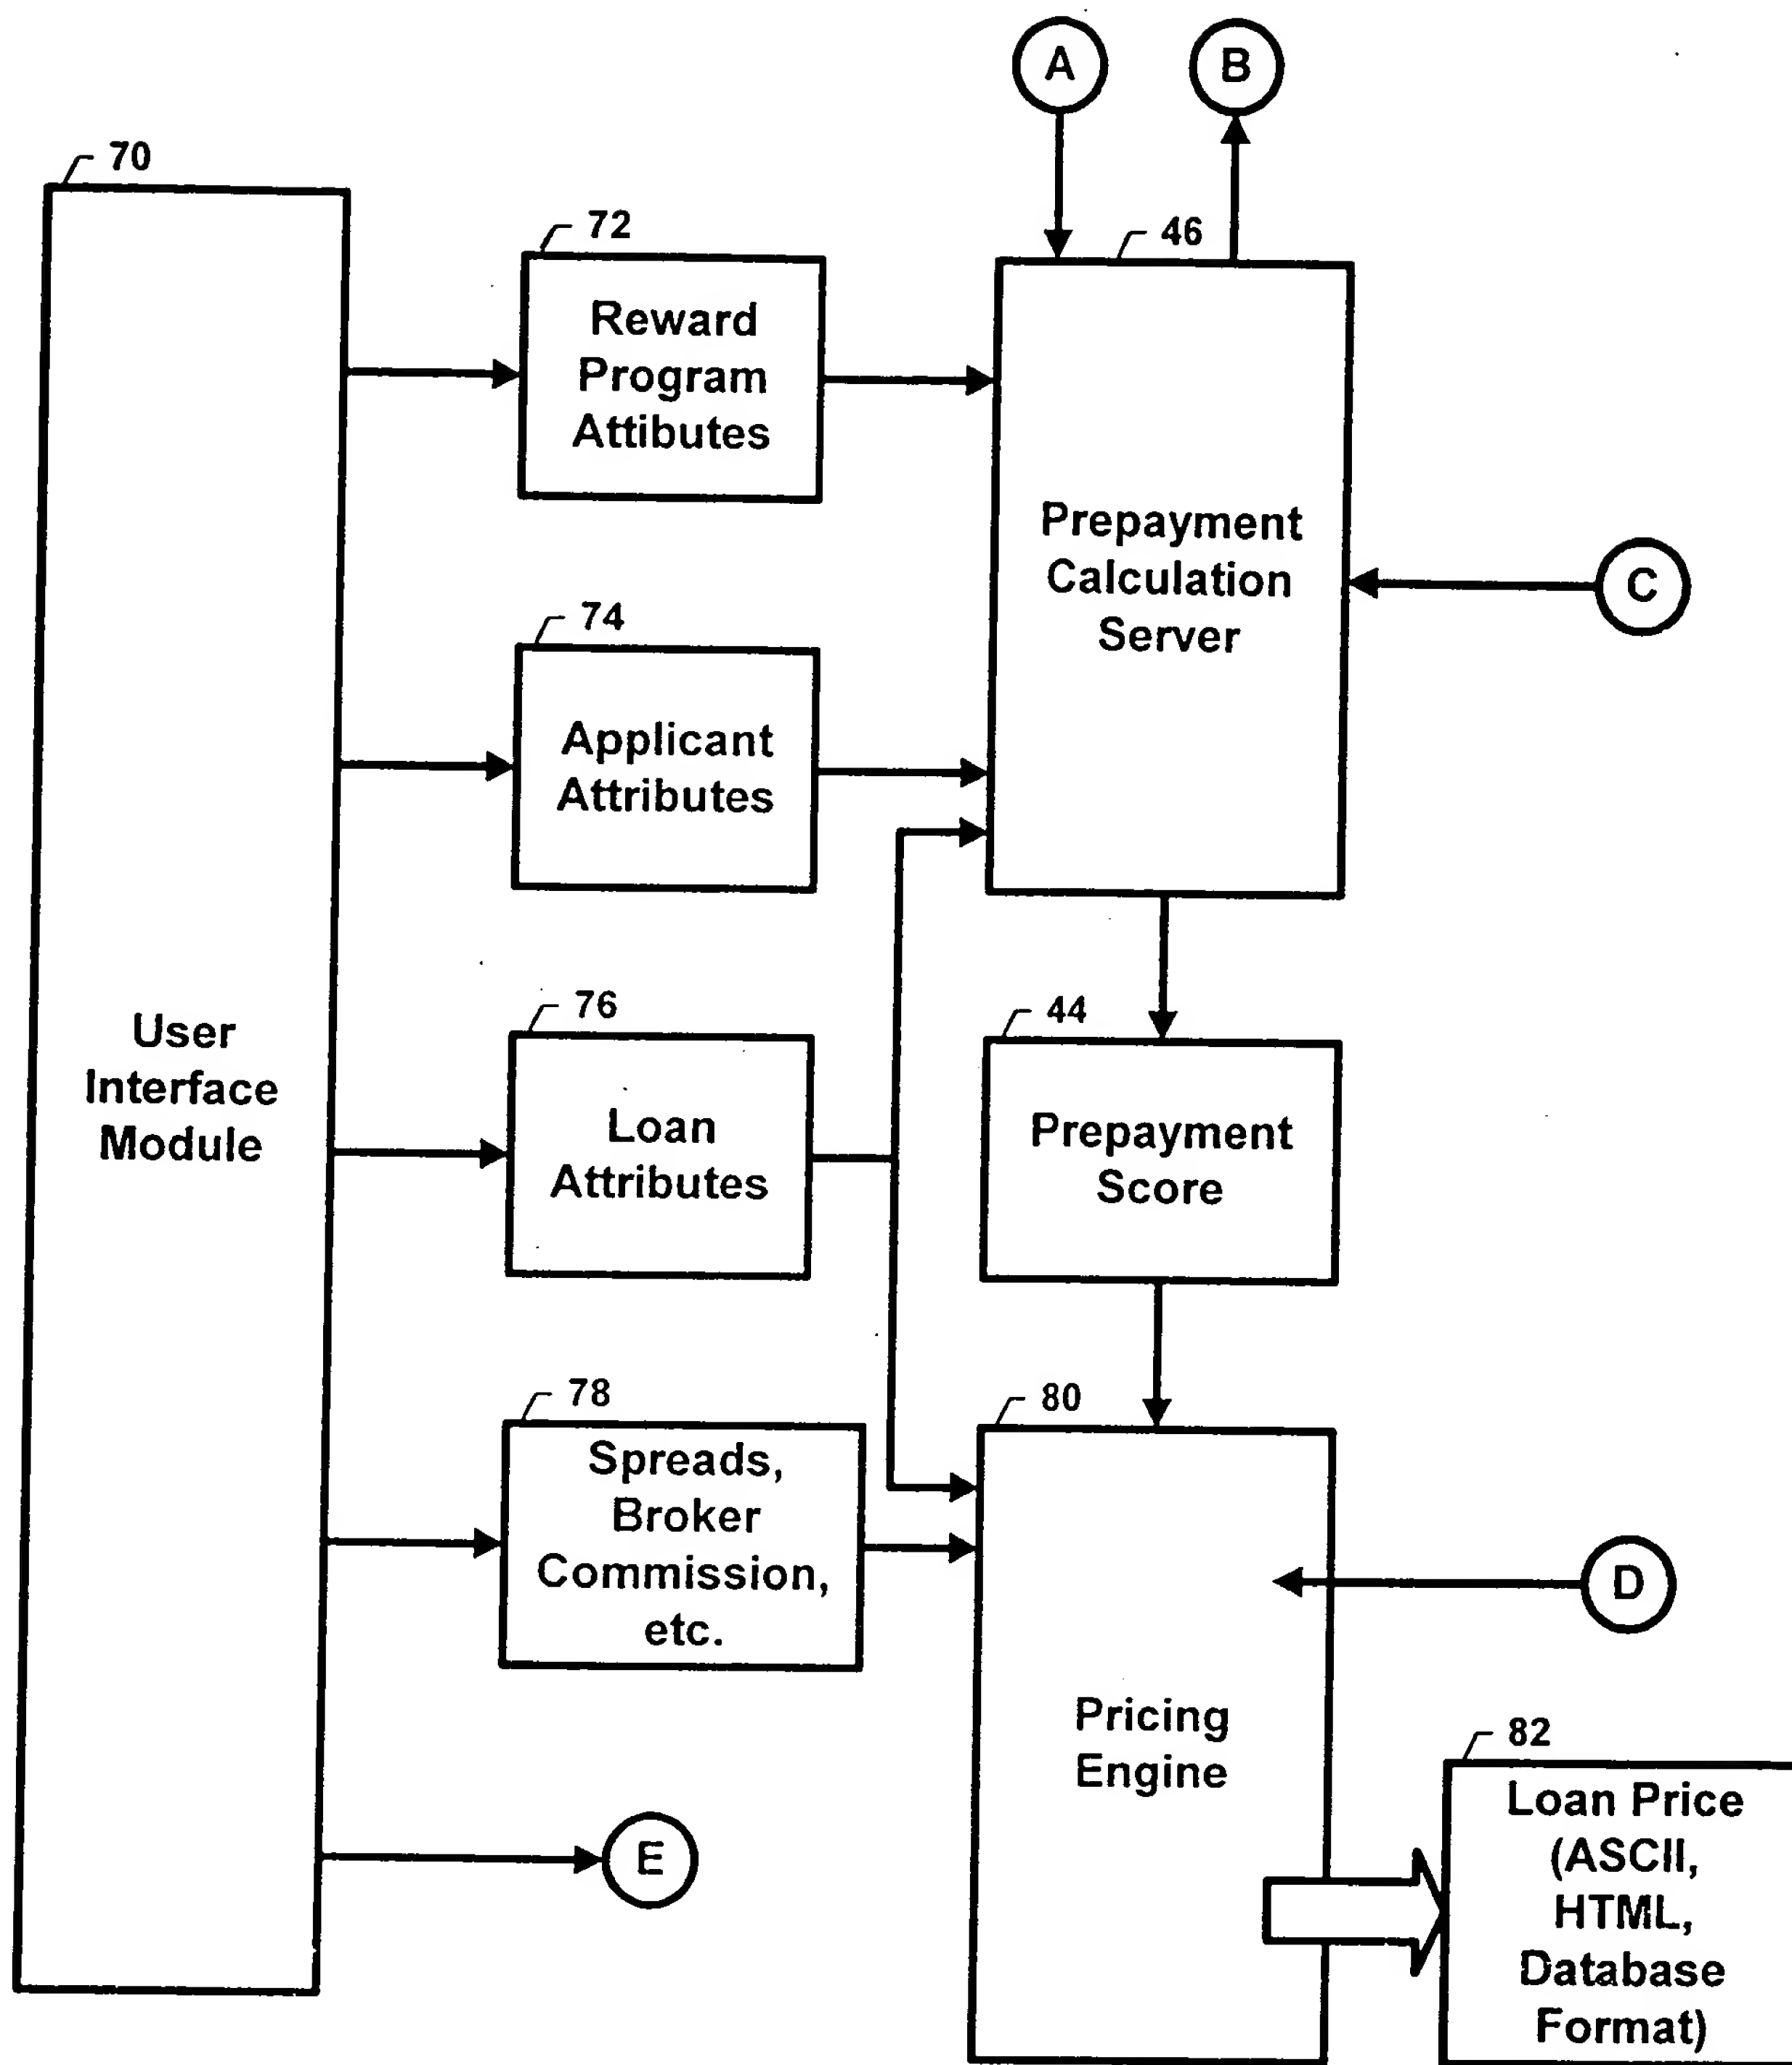 A
B
70
72
46
Reward
Program
Attibutes
Prepayment
Calculation
Server
C
74
Applicant
Attributes
User
Interface
Module
76
Loan
Attributes
44
Prepayment
Score
78
Spreads,
Broker
Commission,
etc.
80
Pricing
Engine
D
E
82
Loan Price
(ASCII,
HTML,
Database
Format)